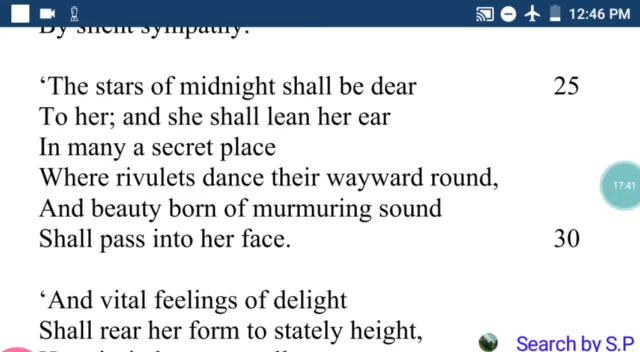 12:46 PM
By silent sympathy.
‘The stars of midnight shall be dear 25
To her; and she shall lean her ear
In many a secret place
Where rivulets dance their wayward round,
17:41
And beauty born of murmuring sound
Shall pass into her face. 30
‘And vital feelings of delight
Shall rear her form to stately height,
Search by S.P